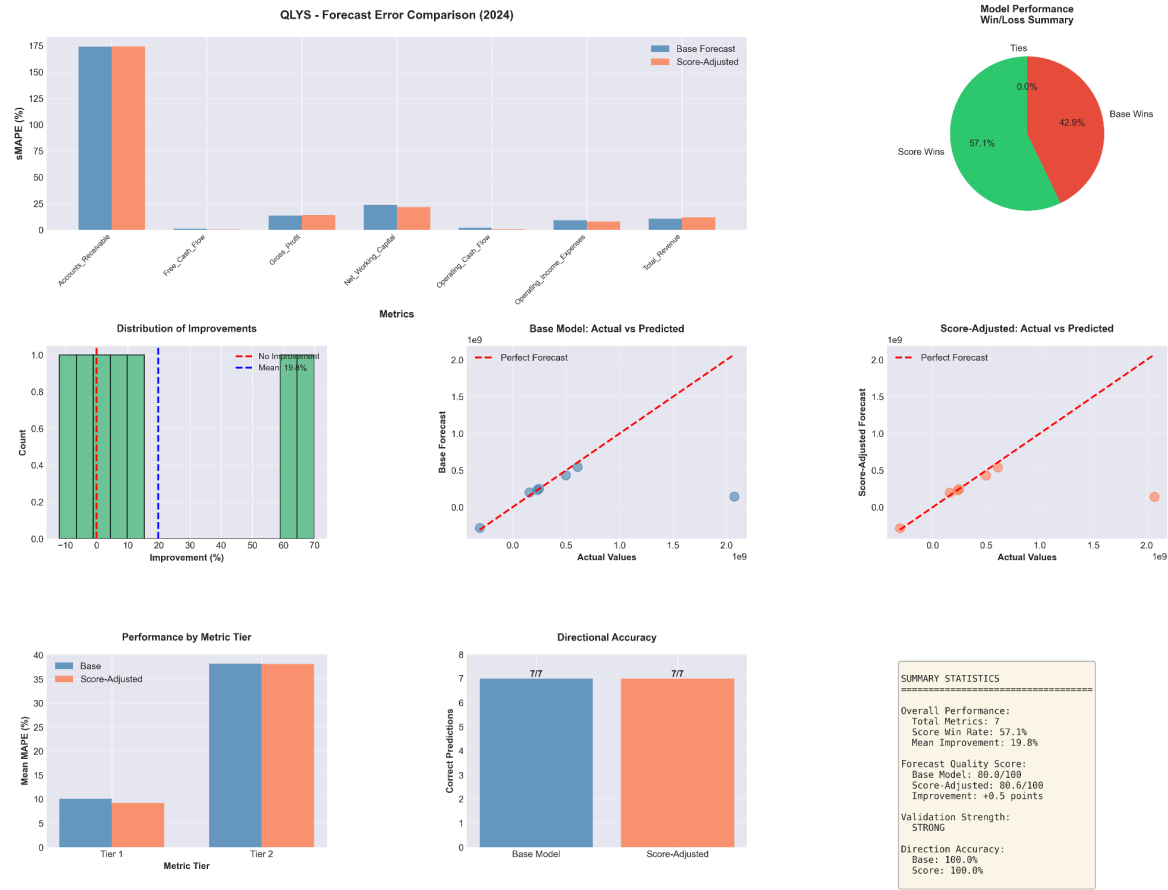 QLYS - Forecast Error Comparison (2024)
sMAPE (%)
175
150
125
100
75
50
25
0
Base Forecast
Score-Adjusted
Accounts_Receivable
Free_Cash_Flow
Gross_Profit
Net_Working_Capital
Operating_Cash_Flow
Operating_Income_Expenses
Total_Revenue
Metrics
Model Performance
Win/Loss Summary
Ties
0.0%
Base Wins
42.9%
Score Wins
57.1%
Distribution of Improvements
Count
1.0
0.8
0.6
0.4
0.2
0.0
No Improvement
Mean: 19.8%
−10 0 10 20 30 40 50 60 70
Improvement (%)
Base Model: Actual vs Predicted
1e9
Base Forecast
2.0
1.5
1.0
0.5
0.0
Perfect Forecast
0.0 0.5 1.0 1.5 2.0
1e9
Actual Values
Score-Adjusted: Actual vs Predicted
1e9
Score-Adjusted Forecast
2.0
1.5
1.0
0.5
0.0
Perfect Forecast
0.0 0.5 1.0 1.5 2.0
1e9
Actual Values
Performance by Metric Tier
Mean MAPE (%)
40
35
30
25
20
15
10
5
0
Base
Score-Adjusted
Tier 1 Tier 2
Metric Tier
Directional Accuracy
Correct Predictions
8
7
6
5
4
3
2
1
0
7/7 7/7
Base Model Score-Adjusted
SUMMARY STATISTICS
===================================
Overall Performance:
Total Metrics: 7
Score Win Rate: 57.1%
Mean Improvement: 19.8%
Forecast Quality Score:
Base Model: 80.0/100
Score-Adjusted: 80.6/100
Improvement: +0.5 points
Validation Strength:
STRONG
Direction Accuracy:
Base: 100.0%
Score: 100.0%